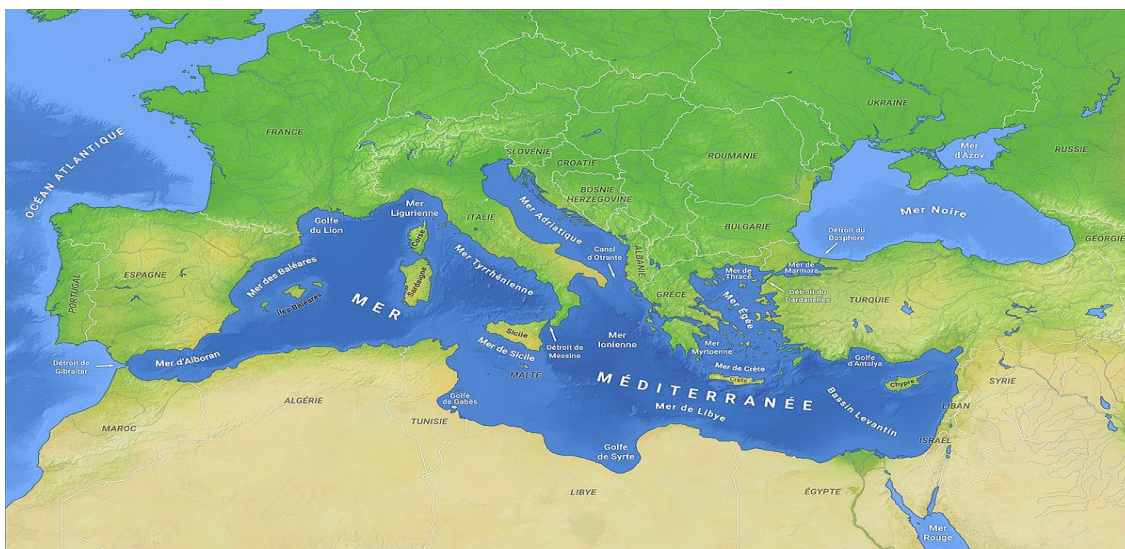 OCÉAN ATLANTIQUE
FRANCE
UKRAINE
RUSSIE
Mer
d'Azov
SLOVÉNIE
CROATIE
ROUMANIE
BOSNIE
HERZEGOVINE
Mer Noire
BULGARIE
GÉORGIE
Détroit du
Bosphore
Mer
Ligurienne
Golfe
du Lion
ITALIE
Mer Adriatique
Corse
Canal
d'Otrante
ALBANIE
Mer de
Marmara
Mer de
Thrace
Détroit du
Dardanelles
PORTUGAL
ESPAGNE
Mer des Baléares
Îles Baléares
Sardaigne
Mer Tyrrhénienne
GRÈCE
Mer Égée
TURQUIE
MER
Sicile
Détroit de
Messine
Mer
Ionienne
Mer
Myrtoenne
Mer de Sicile
MALTE
Détroit de
Gibraltar
Mer d'Alboran
Mer de Crète
Crète
Golfe
d'Antalya
Chypre
SYRIE
MÉDITERRANÉE
Bassin Levantin
LIBAN
Mer de Libye
ISRAËL
Golfe
de Gabès
ALGÉRIE
MAROC
TUNISIE
Golfe
de Syrte
LIBYE
ÉGYPTE
Mer
Rouge